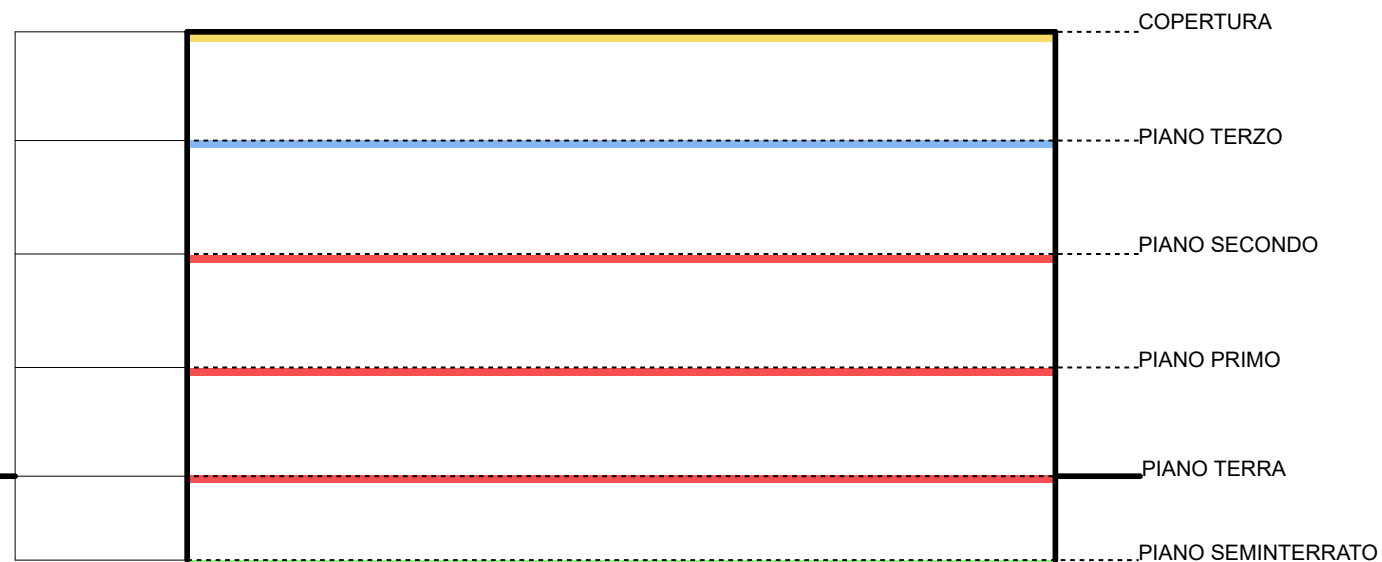 COPERTURA
PIANO TERZO
PIANO SECONDO
PIANO PRIMO
PIANO TERRA
PIANO SEMINTERRATO